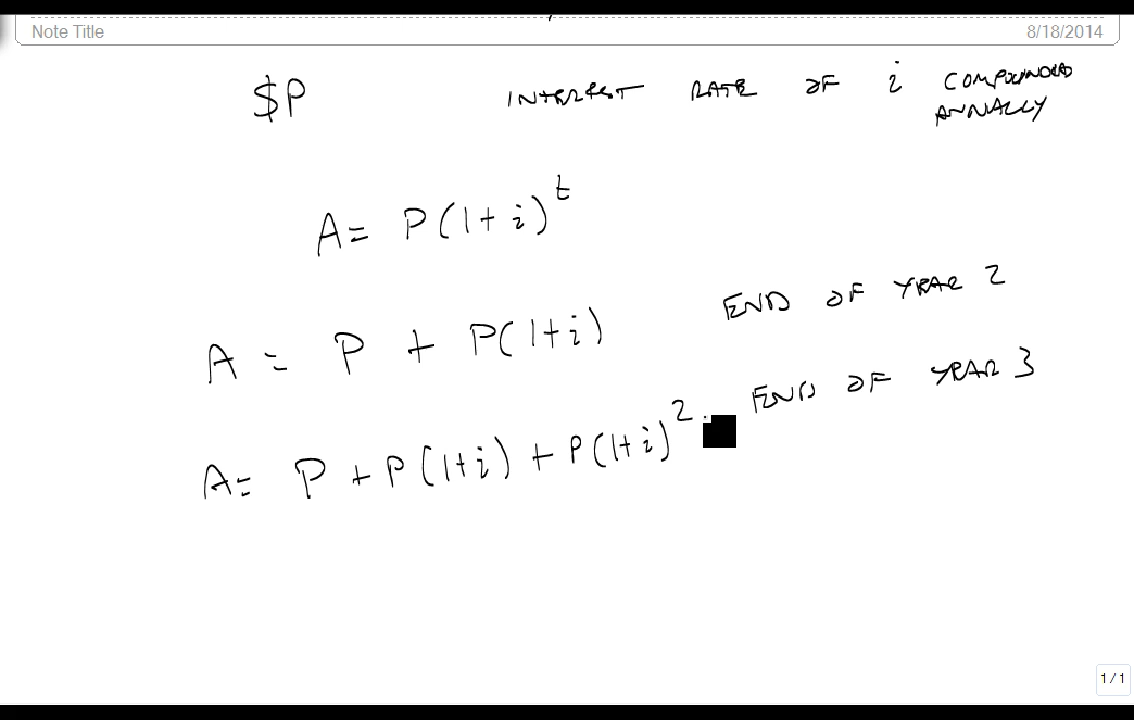 Note Title 8/18/2014
$P INTEREST RATE OF i COMPOUNDED
ANNALLY
A = P(1+i)^t
A = P + P(1+i) END OF YEAR 2
A = P + P(1+i) + P(1+i)^2 END OF YEAR 3
1/1